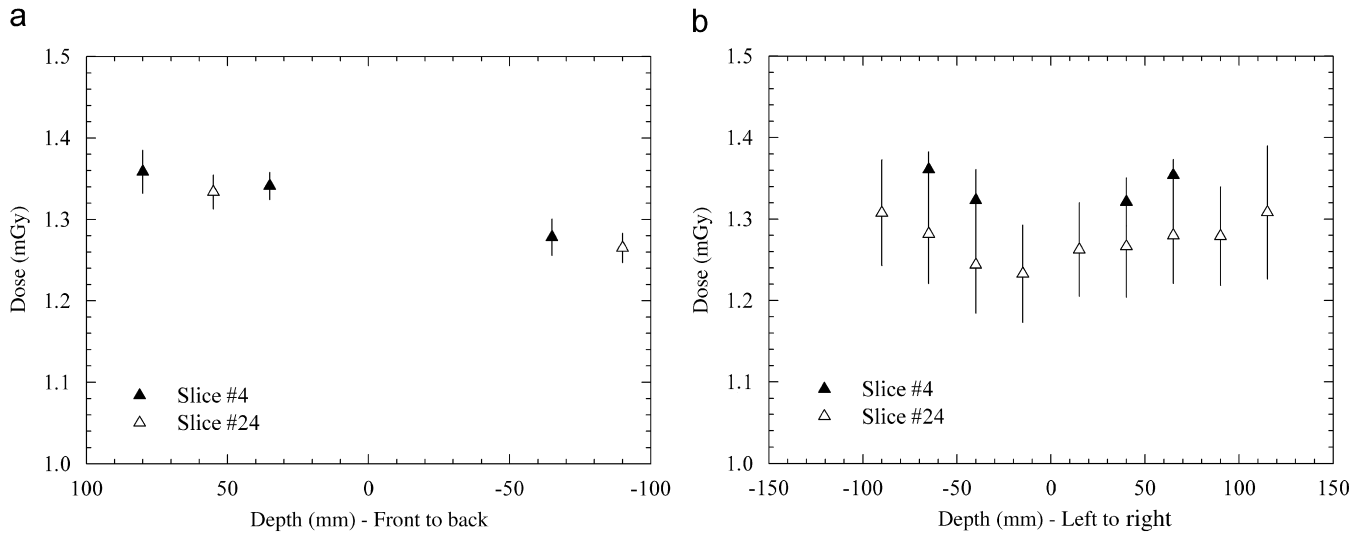 a
1.5
1.4
1.3
1.2
1.1
1.0
Dose (mGy)
Slice #4
Slice #24
100
50
0
-50
-100
Depth (mm) - Front to back
b
1.5
1.4
1.3
1.2
1.1
1.0
Dose (mGy)
Slice #4
Slice #24
-150
-100
-50
0
50
100
150
Depth (mm) - Left to right